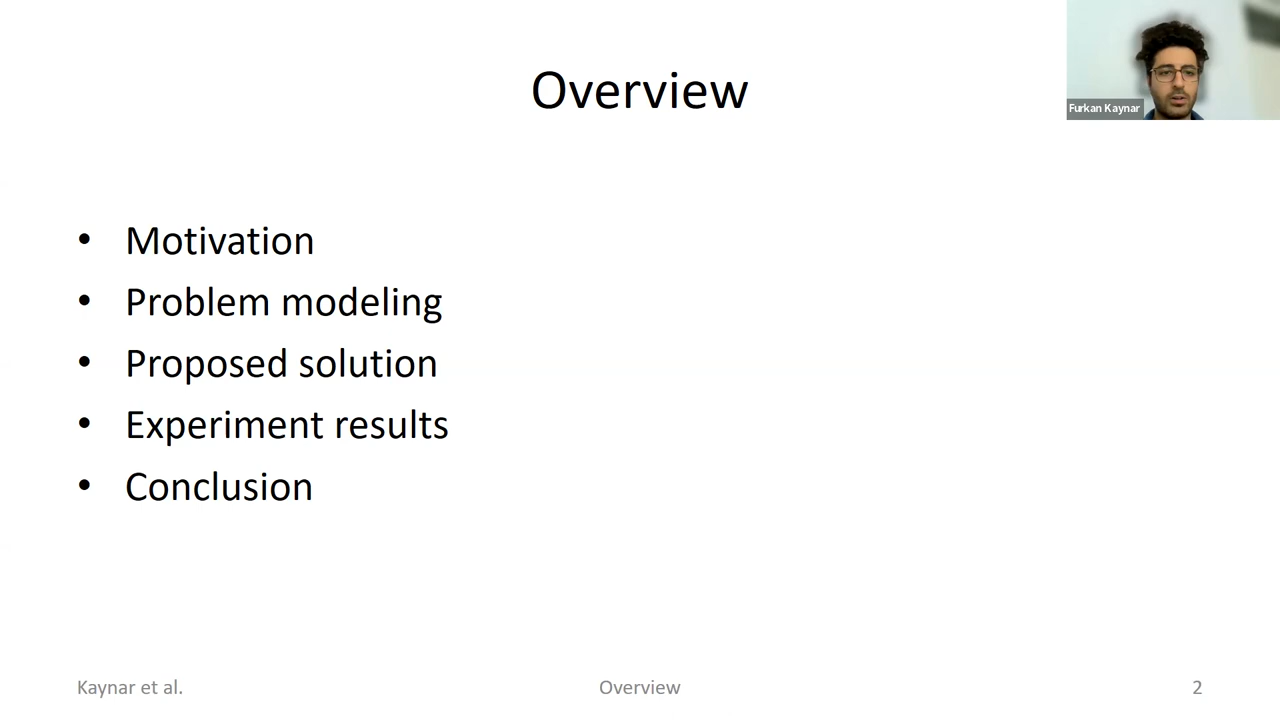 Overview
Furkan Kaynar
• Motivation
• Problem modeling
• Proposed solution
• Experiment results
• Conclusion
Kaynar et al.
Overview
2